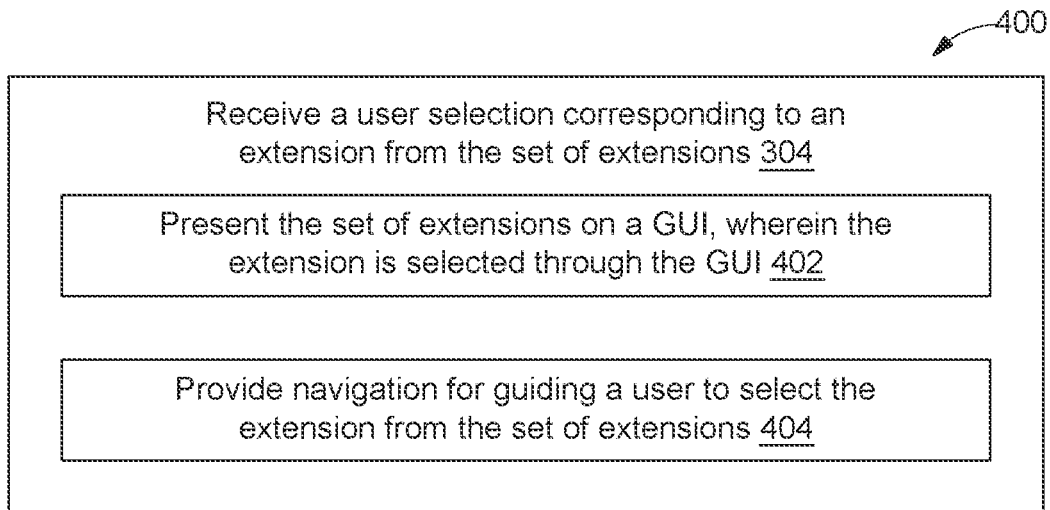 400
Receive a user selection corresponding to an
extension from the set of extensions 304
Present the set of extensions on a GUI, wherein the
extension is selected through the GUI 402
Provide navigation for guiding a user to select the
extension from the set of extensions 404